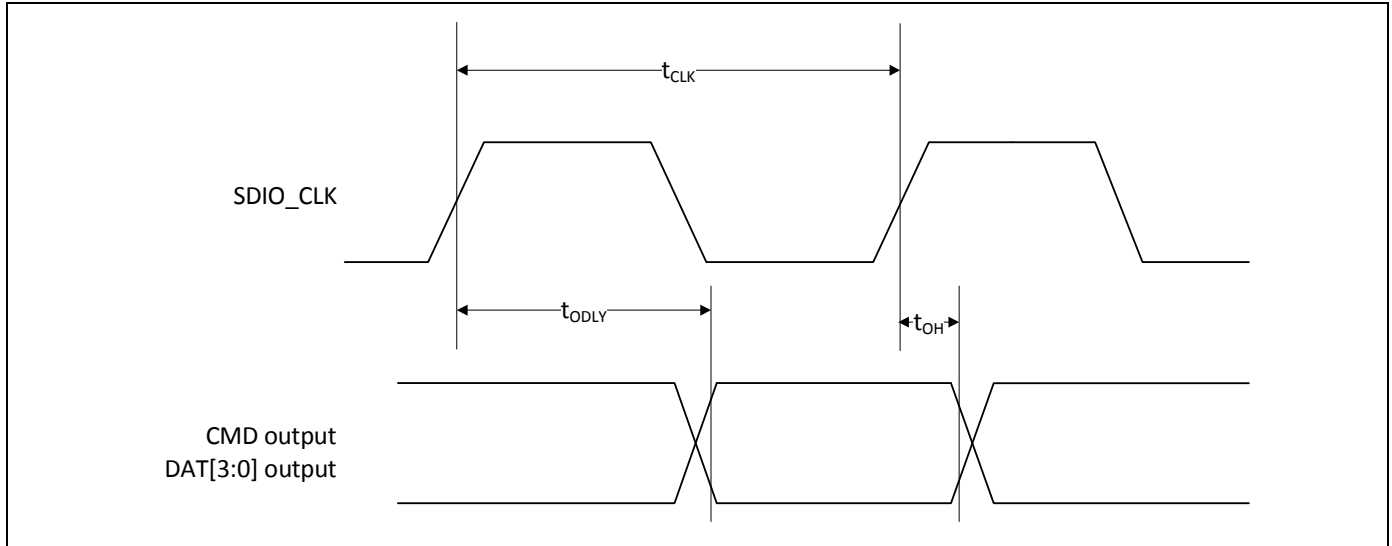 tCLK
SDIO_CLK
tODLY
tOH
CMD output
DAT[3:0] output